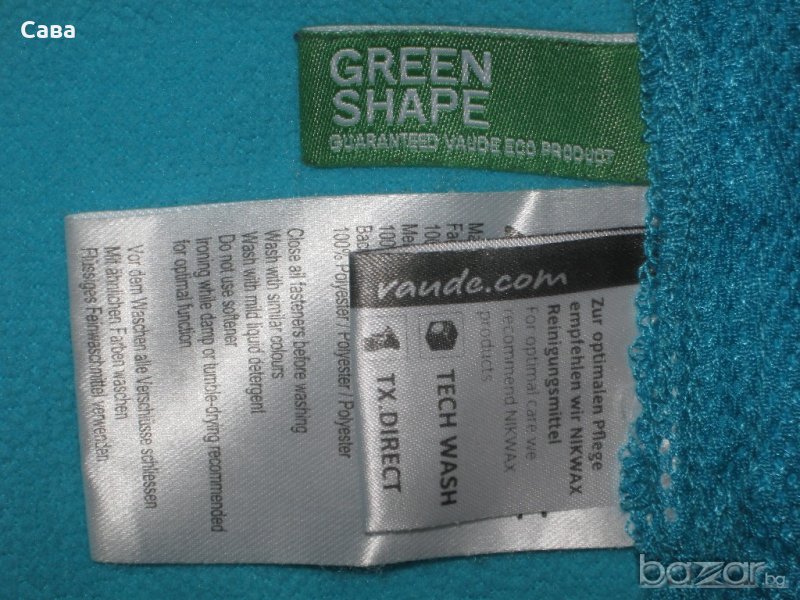 Сава
GREEN
SHAPE
GUARANTEED VAUDE ECO PRODUCT
vaude.com
Zur optimalen Pflege
empfehlen wir NIKWAX
Reinigungsmittel
For optimal care we
recommend NIKWAX
products
TECH WASH
TX.DIRECT
100% Polyester / Polyester / Polyester
Close all fasteners before washing
Wash with similar colours
Wash with mild liquid detergent
Do not use softener
Ironing while damp or tumble-drying recommended
for optimal function
Vor dem Waschen alle Verschlüsse schliessen
Mit ähnlichen Farben waschen
Flüssiges Feinwaschmittel verwenden
bazar.bg